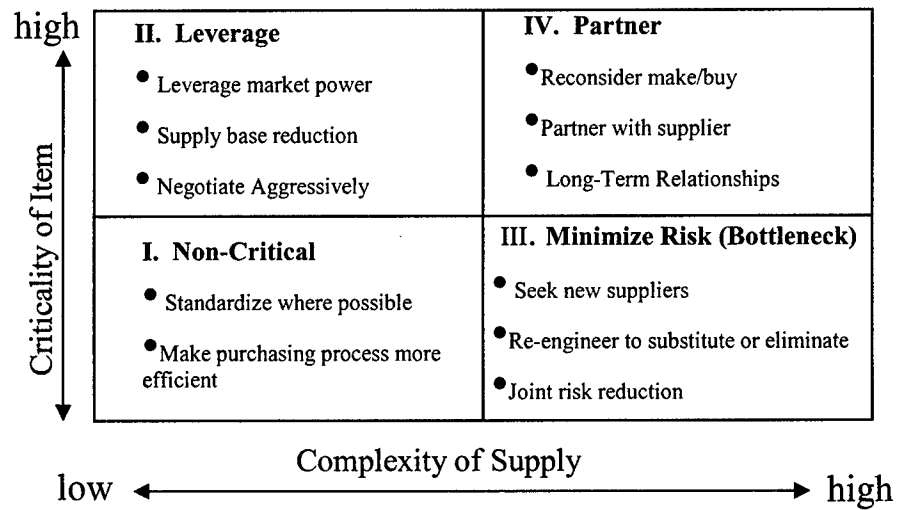 high
II. Leverage
● Leverage market power
● Supply base reduction
● Negotiate Aggressively
IV. Partner
● Reconsider make/buy
● Partner with supplier
● Long-Term Relationships
Criticality of Item
I. Non-Critical
● Standardize where possible
● Make purchasing process more
efficient
III. Minimize Risk (Bottleneck)
● Seek new suppliers
● Re-engineer to substitute or eliminate
● Joint risk reduction
Complexity of Supply
low
high